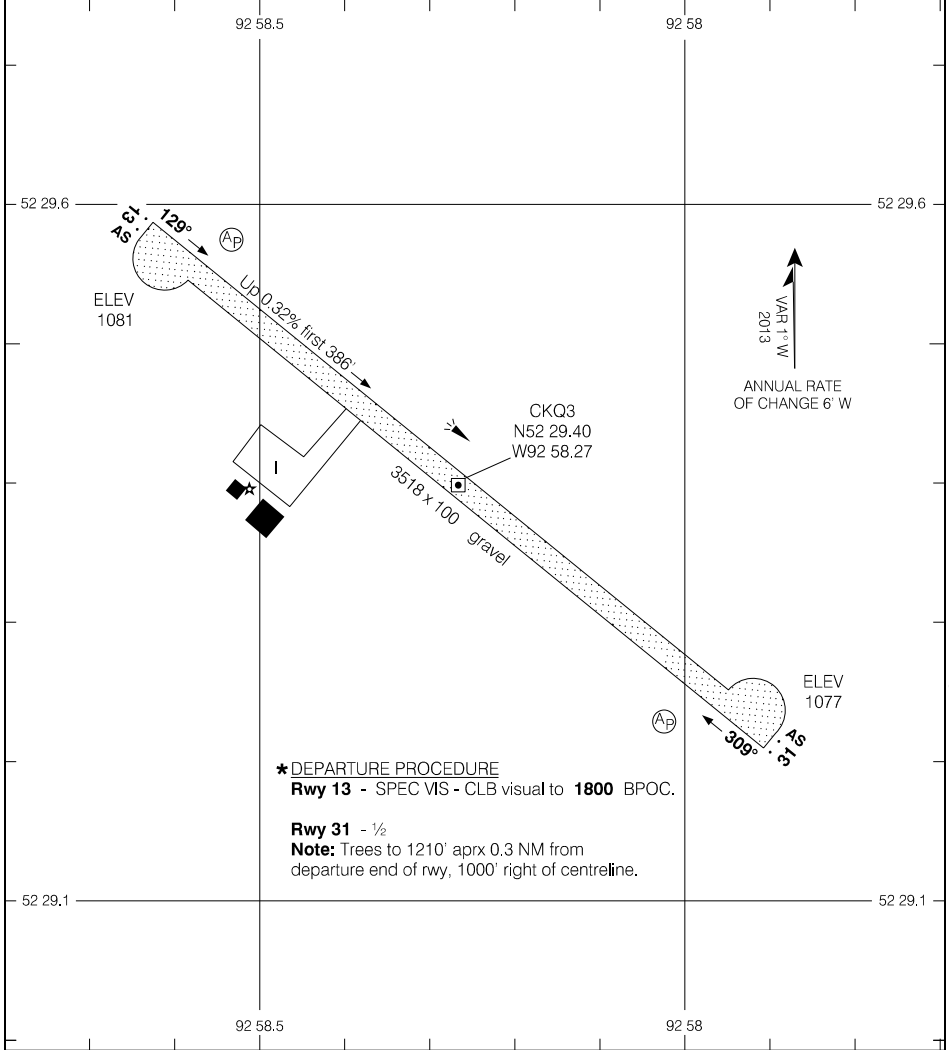 92 58.5
92 58
52 29.6
52 29.6
13
AS
129°
AP
ELEV
1081
Up 0.32% first 386'
VAR 1° W
2013
ANNUAL RATE
OF CHANGE 6' W
CKQ3
N52 29.40
W92 58.27
I
3518 x 100 gravel
ELEV
1077
AP
309°
AS
31
* DEPARTURE PROCEDURE
Rwy 13 - SPEC VIS - CLB visual to 1800 BPOC.
Rwy 31 - ½
Note: Trees to 1210' aprx 0.3 NM from
departure end of rwy, 1000' right of centreline.
52 29.1
52 29.1
92 58.5
92 58